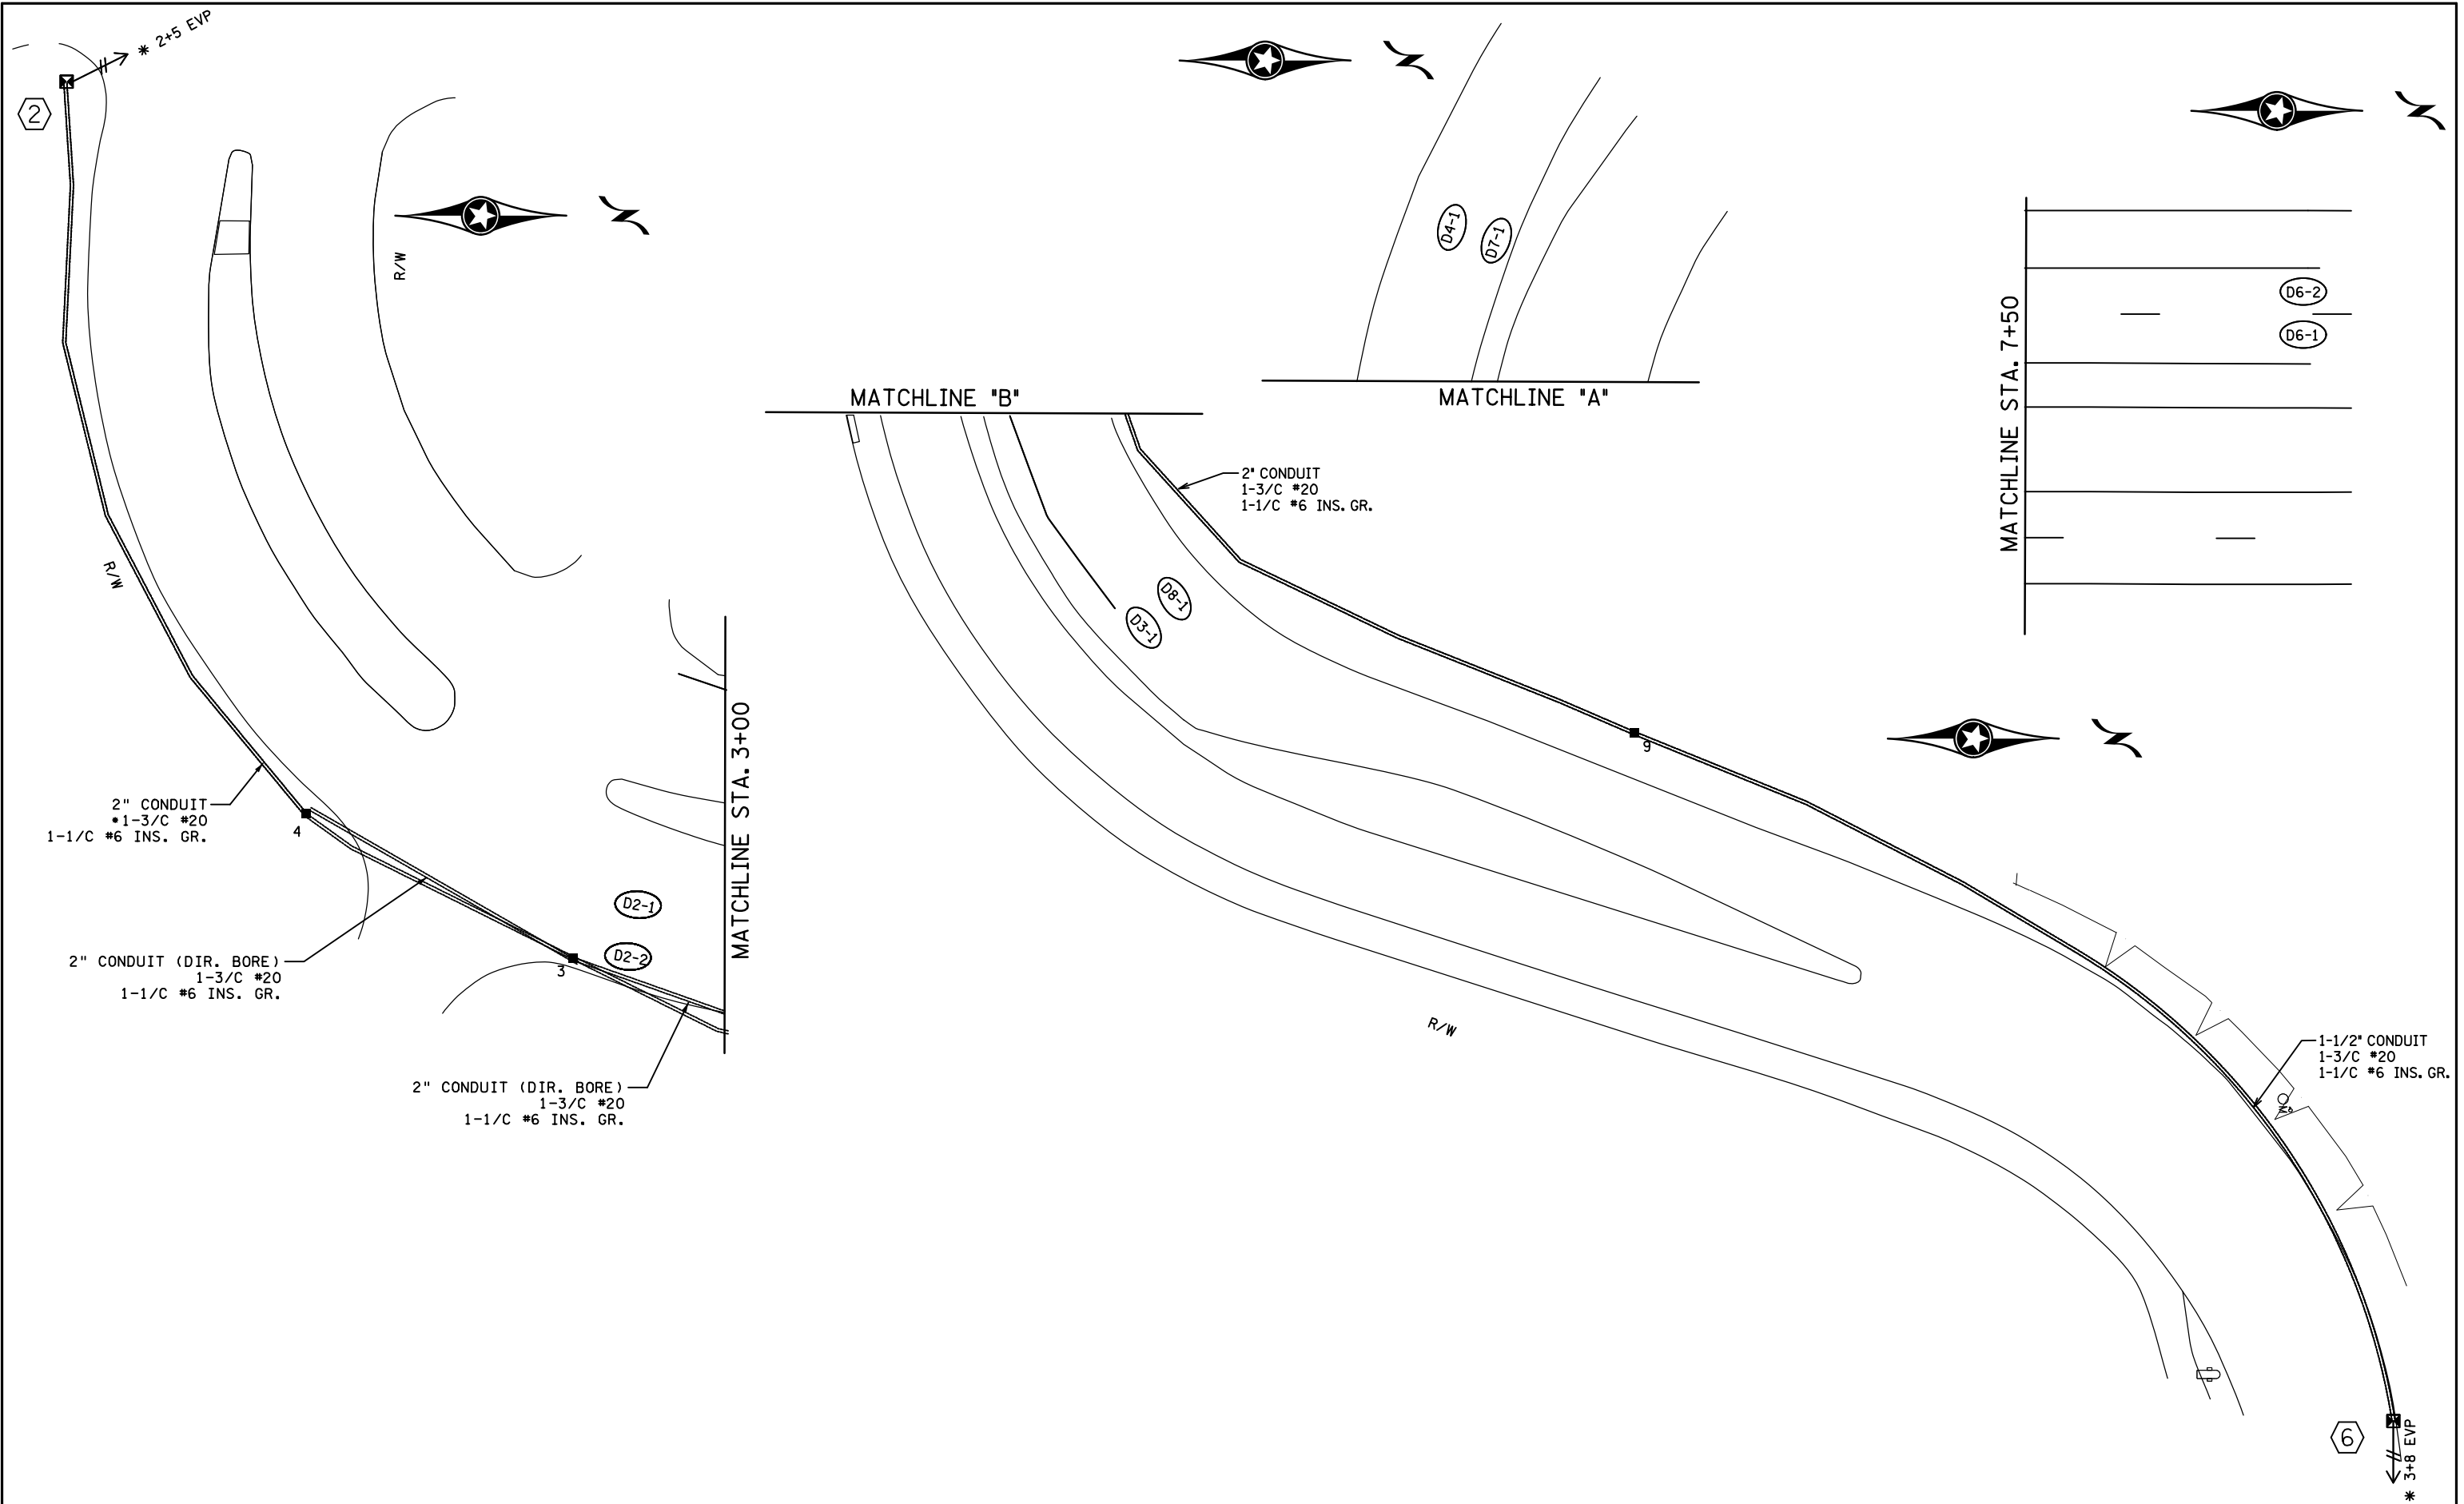 * 2+5 EVP
2
R/W
R/W
2" CONDUIT
•1-3/C #20
1-1/C #6 INS. GR.
4
2" CONDUIT (DIR. BORE)
1-3/C #20
1-1/C #6 INS. GR.
3
D2-1
D2-2
2" CONDUIT (DIR. BORE)
1-3/C #20
1-1/C #6 INS. GR.
MATCHLINE STA. 3+00
MATCHLINE "B"
2" CONDUIT
1-3/C #20
1-1/C #6 INS. GR.
D8-1
D3-1
D4-1
D7-1
MATCHLINE "A"
MATCHLINE STA. 7+50
D6-2
D6-1
9
R/W
1-1/2" CONDUIT
1-3/C #20
1-1/C #6 INS. GR.
6
* 3+8 EVP